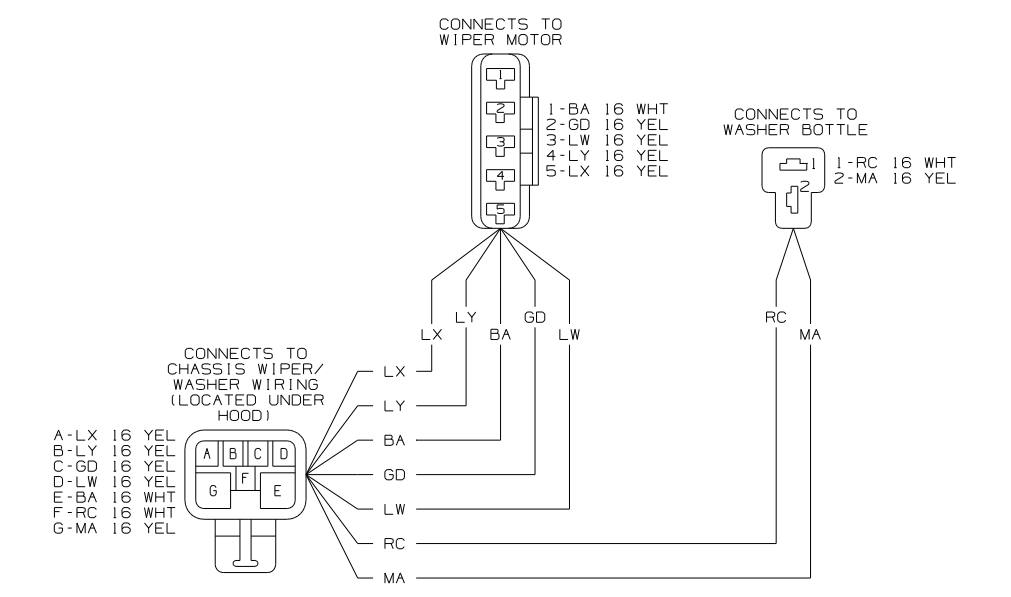 CONNECTS TO
WIPER MOTOR
1
2
3
4
5
1-BA 16 WHT
2-GD 16 YEL
3-LW 16 YEL
4-LY 16 YEL
5-LX 16 YEL
CONNECTS TO
WASHER BOTTLE
1
2
1-RC 16 WHT
2-MA 16 YEL
LX
LY
BA
GD
LW
RC
MA
CONNECTS TO
CHASSIS WIPER/
WASHER WIRING
(LOCATED UNDER
HOOD)
A-LX 16 YEL
B-LY 16 YEL
C-GD 16 YEL
D-LW 16 YEL
E-BA 16 WHT
F-RC 16 WHT
G-MA 16 YEL
A B C D
F
G E
LX
LY
BA
GD
LW
RC
MA